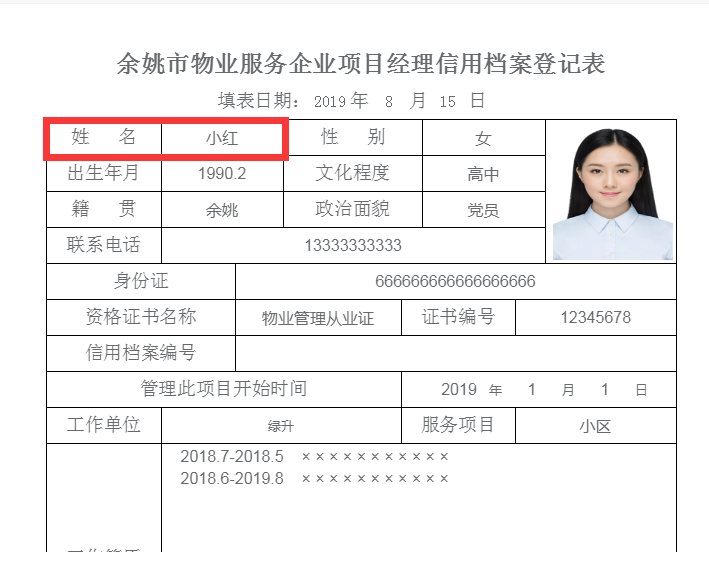 余姚市物业服务企业项目经理信用档案登记表
填表日期： 2019 年 8 月 15 日
姓 名 小红 性 别 女
出生年月 1990.2 文化程度 高中
籍 贯 余姚 政治面貌 党员
联系电话 13333333333
身份证 666666666666666666
资格证书名称 物业管理从业证 证书编号 12345678
信用档案编号
管理此项目开始时间 2019 年 1 月 1 日
工作单位 绿升 服务项目 小区
2018.7-2018.5 ×××××××××××
2018.6-2019.8 ×××××××××××